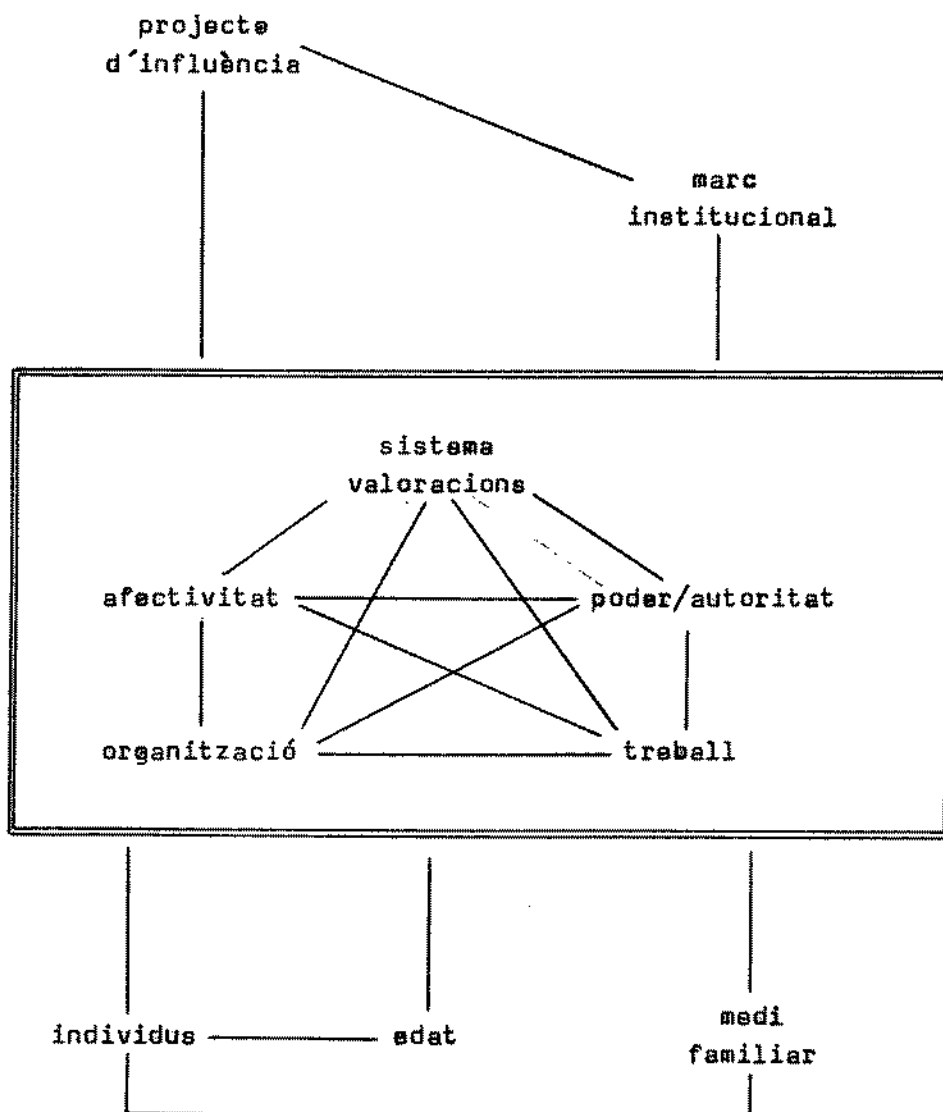 projecte
d´influència
marc
institucional
sistema
valoracions
afectivitat
poder/autoritat
organització
treball
individus
edat
medi
familiar